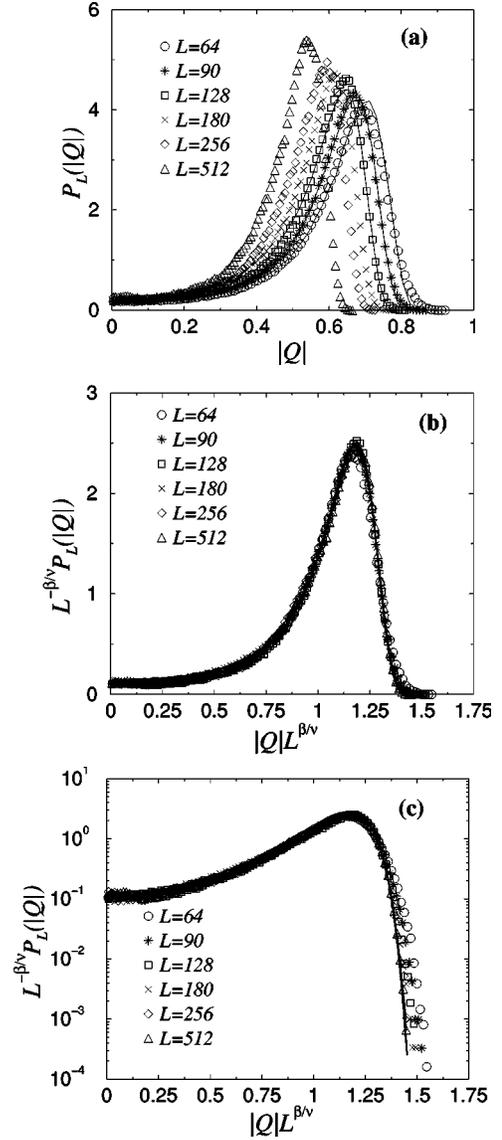 (a)
6
4
2
0
P_L(|Q|)
L=64
L=90
L=128
L=180
L=256
L=512
0 0.2 0.4 0.6 0.8 1
|Q|
(b)
3
2
1
0
L^{-β/ν}P_L(|Q|)
L=64
L=90
L=128
L=180
L=256
L=512
0 0.25 0.5 0.75 1 1.25 1.5 1.75
|Q|L^{β/ν}
(c)
10^1
10^0
10^{-1}
10^{-2}
10^{-3}
10^{-4}
L^{-β/ν}P_L(|Q|)
L=64
L=90
L=128
L=180
L=256
L=512
0 0.25 0.5 0.75 1 1.25 1.5 1.75
|Q|L^{β/ν}